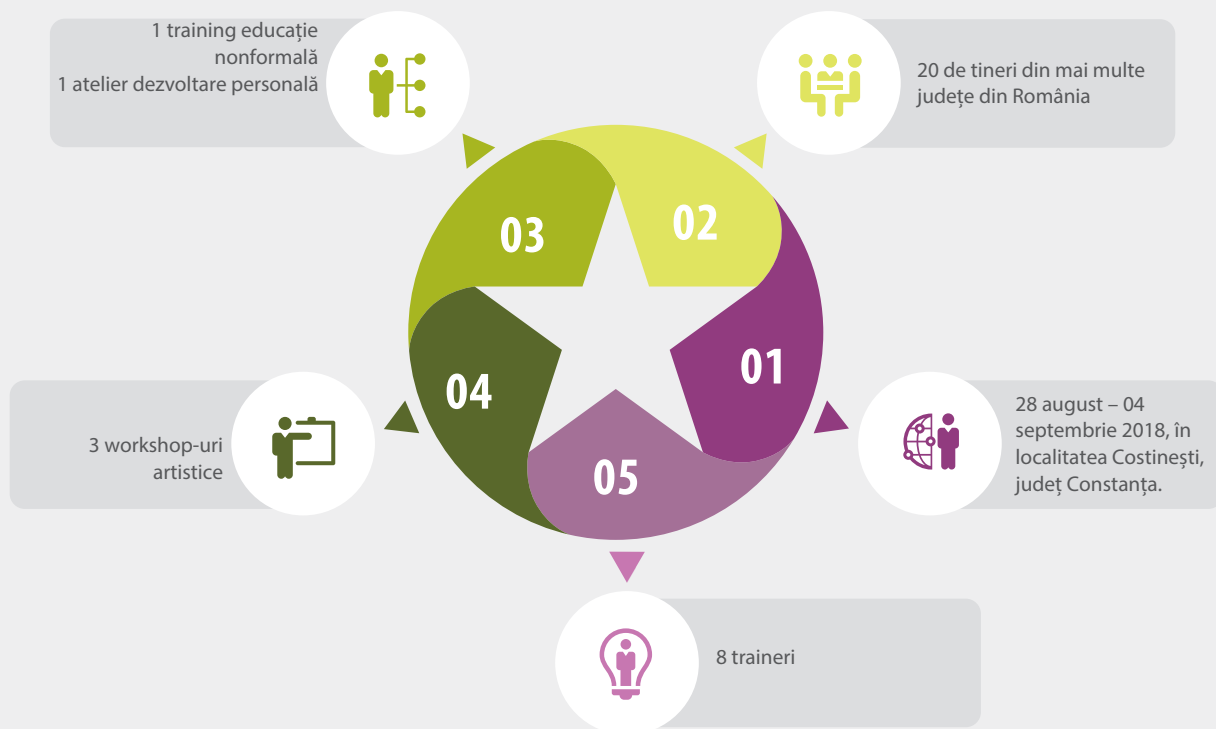 1 training educație
nonformală
1 atelier dezvoltare personală
20 de tineri din mai multe
județe din România
03
02
04
01
05
3 workshop-uri
artistice
28 august – 04
septembrie 2018, în
localitatea Costinești,
județ Constanța.
8 traineri